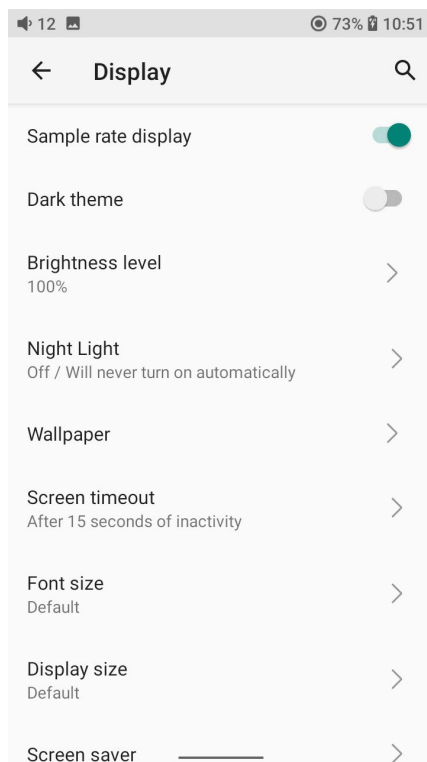 12 73% 10:51
Display
Sample rate display
Dark theme
Brightness level
100%
Night Light
Off / Will never turn on automatically
Wallpaper
Screen timeout
After 15 seconds of inactivity
Font size
Default
Display size
Default
Screen saver